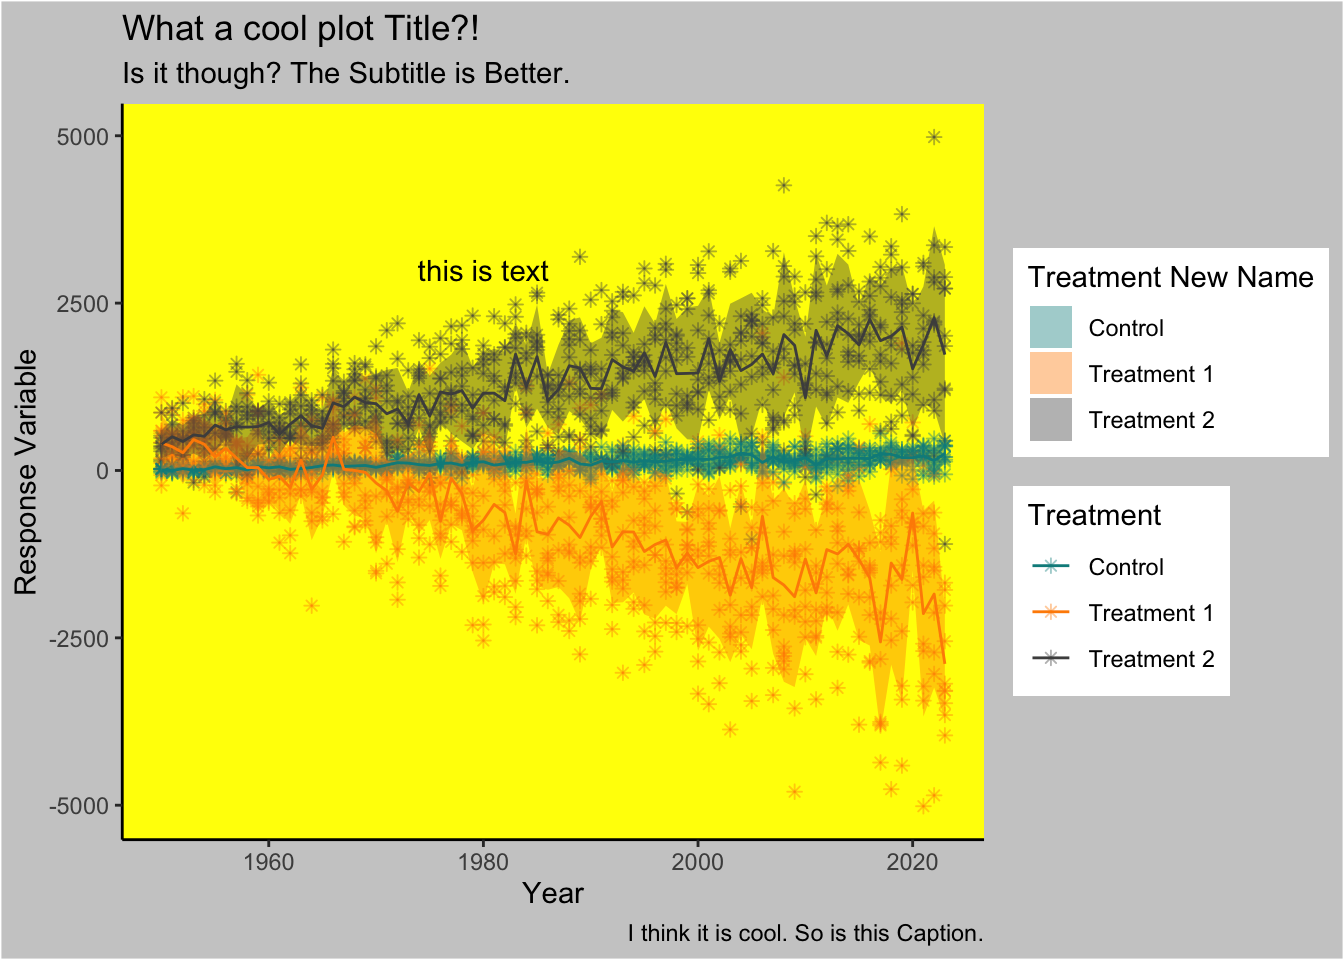 What a cool plot Title?!
Is it though? The Subtitle is Better.
Response Variable
5000
2500
0
-2500
-5000
this is text
1960
1980
2000
2020
Year
I think it is cool. So is this Caption.
Treatment New Name
Control
Treatment 1
Treatment 2
Treatment
Control
Treatment 1
Treatment 2